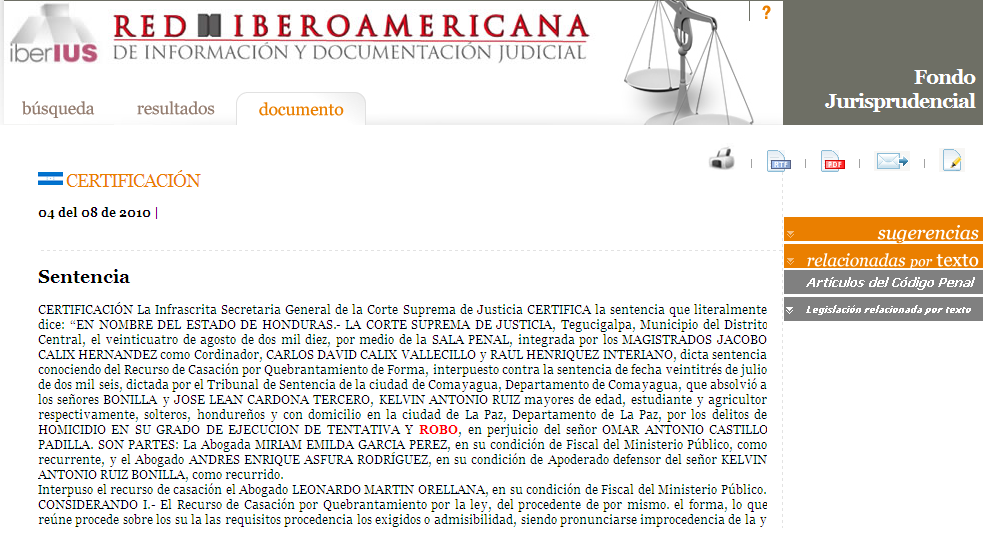 iberIUS
RED IBEROAMERICANA
DE INFORMACIÓN Y DOCUMENTACIÓN JUDICIAL
?
Fondo
Jurisprudencial
búsqueda resultados documento
RTF PDF
CERTIFICACIÓN
04 del 08 de 2010 |
sugerencias
relacionadas por texto
Artículos del Código Penal
Legislación relacionada por texto
Sentencia
CERTIFICACIÓN La Infrascrita Secretaria General de la Corte Suprema de Justicia CERTIFICA la sentencia que literalmente
dice: “EN NOMBRE DEL ESTADO DE HONDURAS.- LA CORTE SUPREMA DE JUSTICIA, Tegucigalpa, Municipio del Distrito
Central, el veinticuatro de agosto de dos mil diez, por medio de la SALA PENAL, integrada por los MAGISTRADOS JACOBO
CALIX HERNANDEZ como Cordinador, CARLOS DAVID CALIX VALLECILLO y RAUL HENRIQUEZ INTERIANO, dicta sentencia
conociendo del Recurso de Casación por Quebrantamiento de Forma, interpuesto contra la sentencia de fecha veintitrés de julio
de dos mil seis, dictada por el Tribunal de Sentencia de la ciudad de Comayagua, Departamento de Comayagua, que absolvió a
los señores BONILLA y JOSE LEAN CARDONA TERCERO, KELVIN ANTONIO RUIZ mayores de edad, estudiante y agricultor
respectivamente, solteros, hondureños y con domicilio en la ciudad de La Paz, Departamento de La Paz, por los delitos de
HOMICIDIO EN SU GRADO DE EJECUCION DE TENTATIVA Y ROBO, en perjuicio del señor OMAR ANTONIO CASTILLO
PADILLA. SON PARTES: La Abogada MIRIAM EMILDA GARCIA PEREZ, en su condición de Fiscal del Ministerio Público, como
recurrente, y el Abogado ANDRES ENRIQUE ASFURA RODRÍGUEZ, en su condición de Apoderado defensor del señor KELVIN
ANTONIO RUIZ BONILLA, como recurrido.
Interpuso el recurso de casación el Abogado LEONARDO MARTIN ORELLANA, en su condición de Fiscal del Ministerio Público.
CONSIDERANDO I.- El Recurso de Casación por Quebrantamiento por la ley, del procedente de por mismo. el forma, lo que
reúne procede sobre los su la las requisitos procedencia los exigidos o admisibilidad, siendo pronunciarse improcedencia de la y